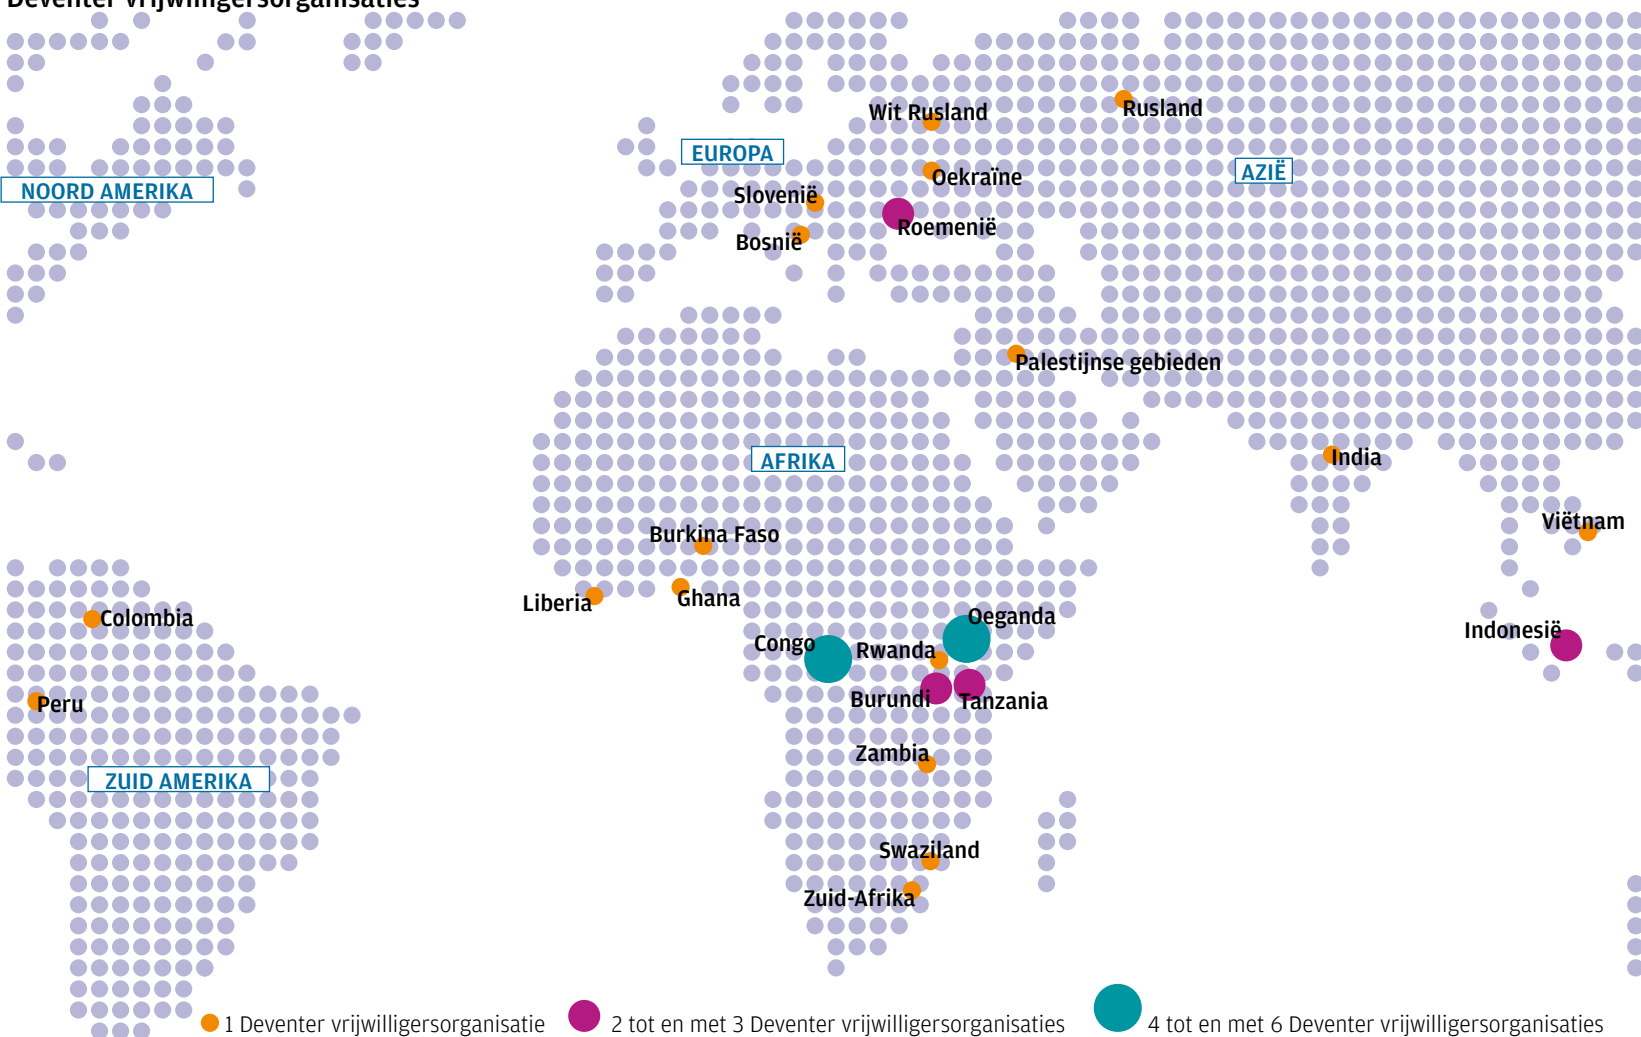 Deventer vrijwilligersorganisaties
Wit Rusland
Rusland
EUROPA
AZIË
NOORD AMERIKA
Oekraïne
Slovenië
Roemenië
Bosnië
Palestijnse gebieden
AFRIKA
India
Viëtnam
Burkina Faso
Liberia
Ghana
Colombia
Oeganda
Indonesië
Congo
Rwanda
Burundi
Tanzania
Peru
Zambia
ZUID AMERIKA
Swaziland
Zuid-Afrika
1 Deventer vrijwilligersorganisatie
2 tot en met 3 Deventer vrijwilligersorganisaties
4 tot en met 6 Deventer vrijwilligersorganisaties